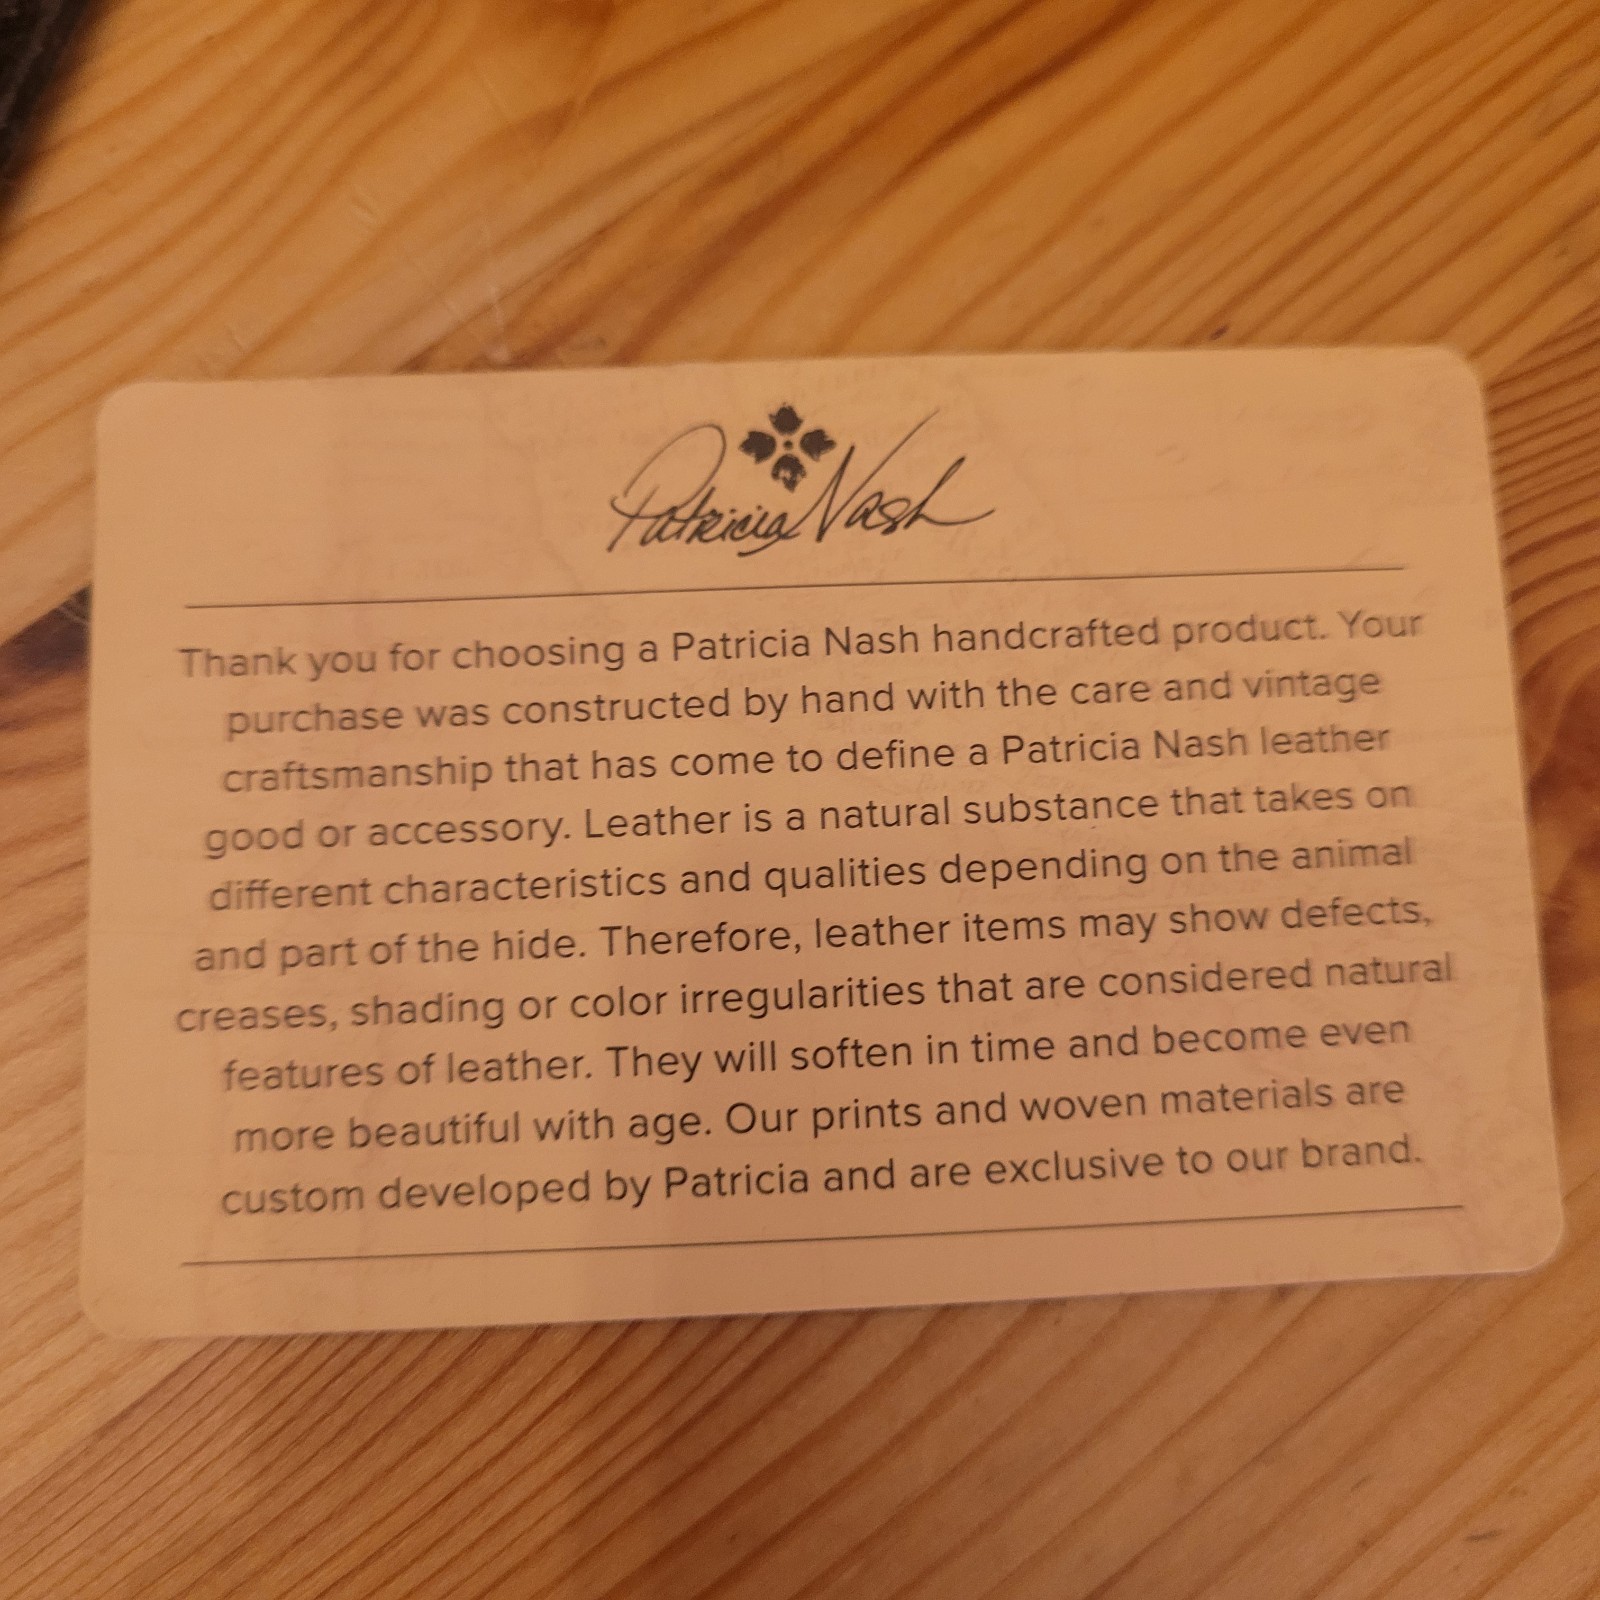 Patricia Nash
Thank you for choosing a Patricia Nash handcrafted product. Your
purchase was constructed by hand with the care and vintage
craftsmanship that has come to define a Patricia Nash leather
good or accessory. Leather is a natural substance that takes on
different characteristics and qualities depending on the animal
and part of the hide. Therefore, leather items may show defects,
creases, shading or color irregularities that are considered natural
features of leather. They will soften in time and become even
more beautiful with age. Our prints and woven materials are
custom developed by Patricia and are exclusive to our brand.